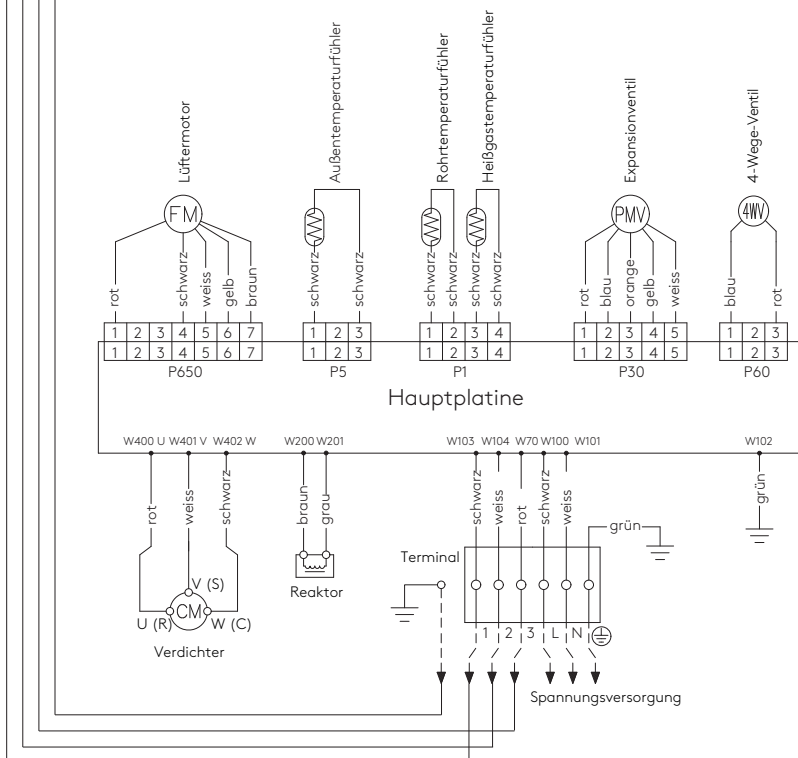 Lüftermotor
Außentemperaturfühler
Rohrtemperaturfühler
Heißgastemperaturfühler
Expansionventil
4-Wege-Ventil
FM
PMV
4WV
rot
schwarz
weiss
gelb
braun
schwarz
schwarz
schwarz
schwarz
schwarz
schwarz
rot
blau
orange
gelb
weiss
blau
rot
1 2 3 4 5 6 7
1 2 3
1 2 3 4
1 2 3 4 5
1 2 3
1 2 3 4 5 6 7
1 2 3
1 2 3 4
1 2 3 4 5
1 2 3
P650
P5
P1
P30
P60
Hauptplatine
W400 U W401 V W402 W
W200 W201
W103 W104 W70 W100 W101
W102
rot
weiss
schwarz
braun
grau
schwarz
weiss
rot
schwarz
weiss
grün
grün
Terminal
Reaktor
V (S)
CM
U (R)
W (C)
Verdichter
1 2 3 L N
Spannungsversorgung